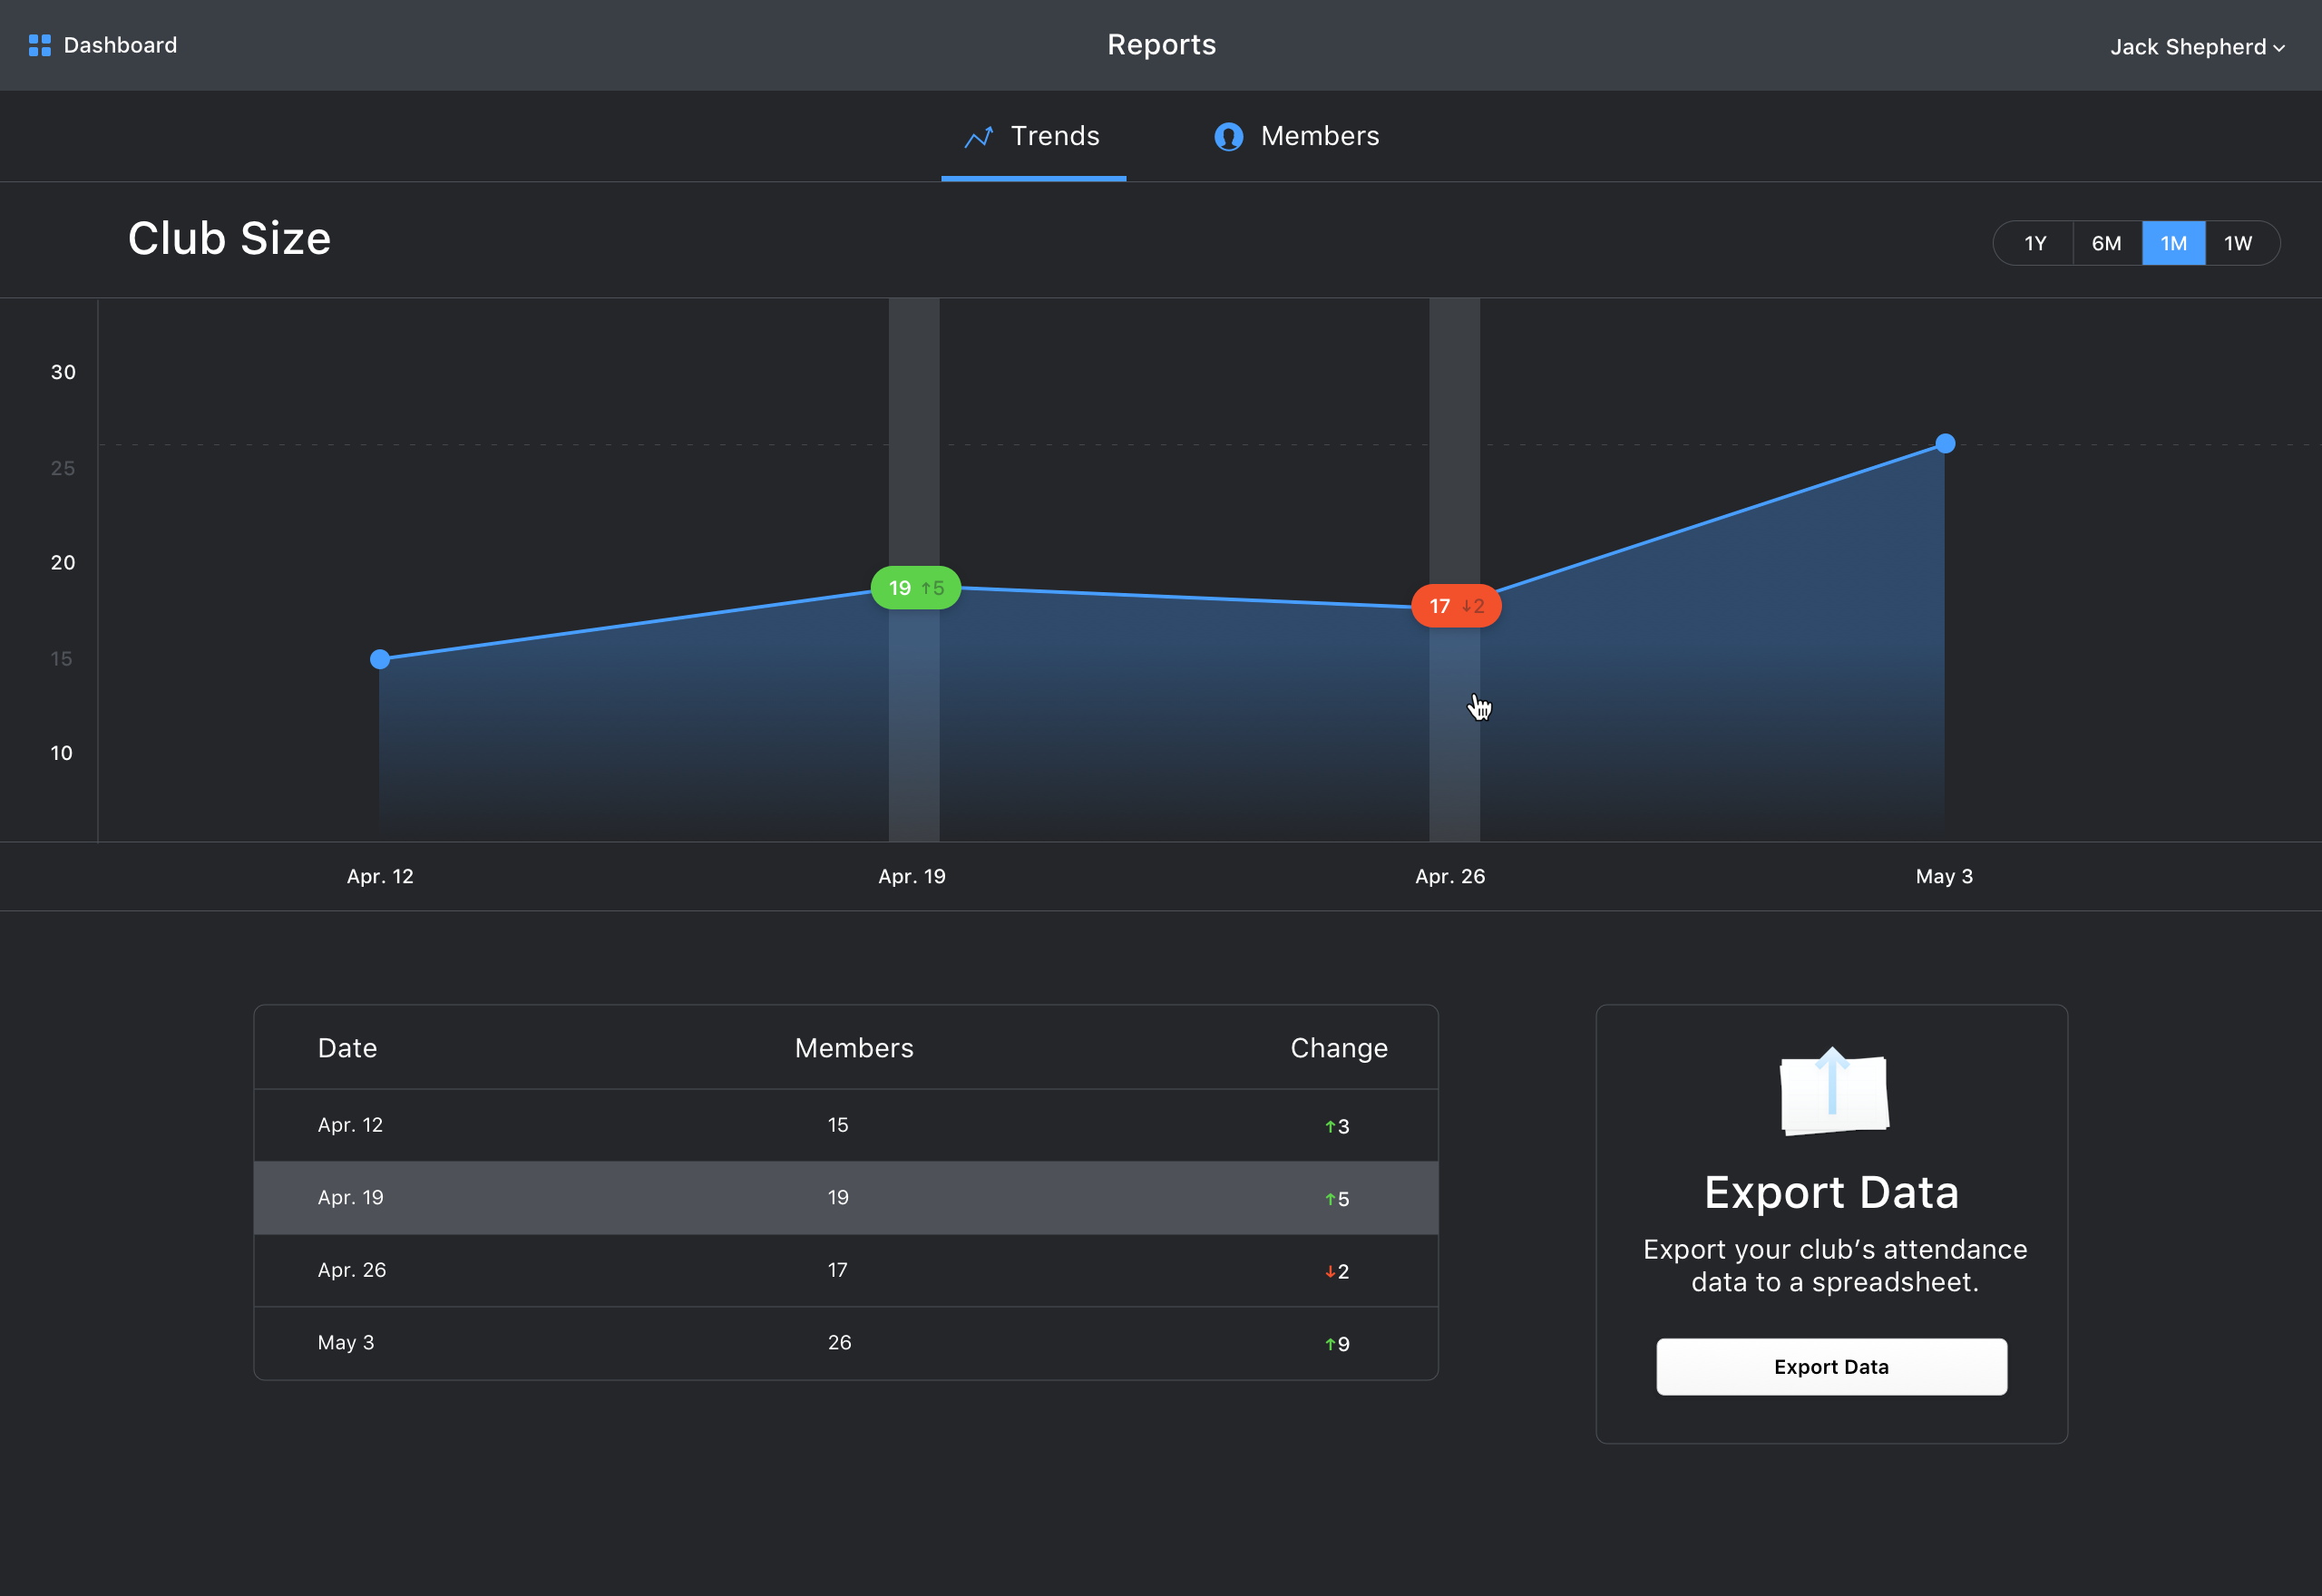 Dashboard
Reports
Jack Shepherd
Trends
Members
Club Size
1Y 6M 1M 1W
30
25
20
15
10
19 ↑5
17 ↓2
Apr. 12 Apr. 19 Apr. 26 May 3
Date Members Change
Apr. 12 15 ↑3
Apr. 19 19 ↑5
Apr. 26 17 ↓2
May 3 26 ↑9
Export Data
Export your club’s attendance
data to a spreadsheet.
Export Data